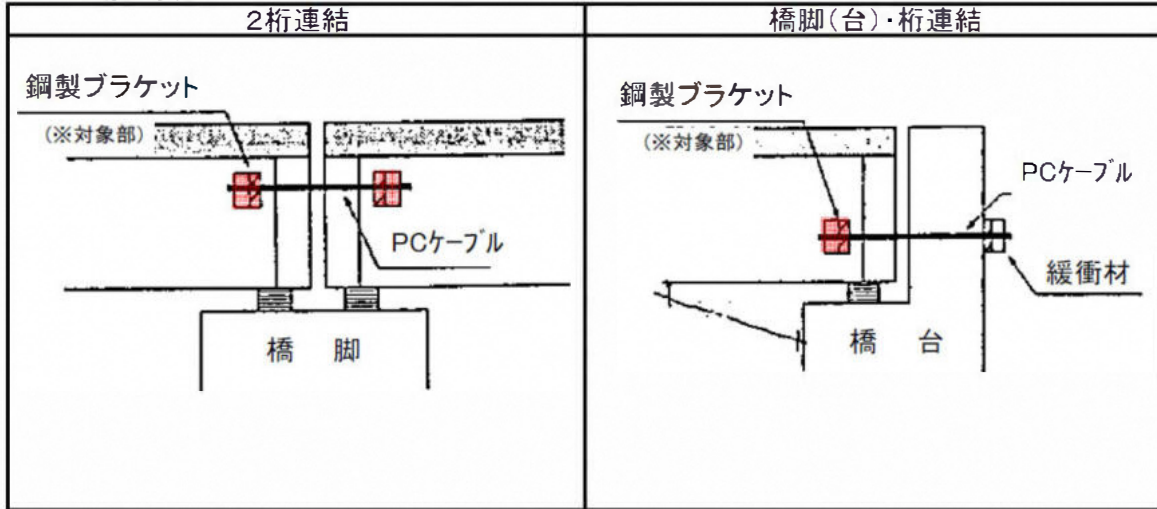 2桁連結
鋼製ブラケット
(※対象部)
PCケーブル
橋 脚
橋脚(台)・桁連結
鋼製ブラケット
(※対象部)
PCケーブル
緩衝材
橋 台